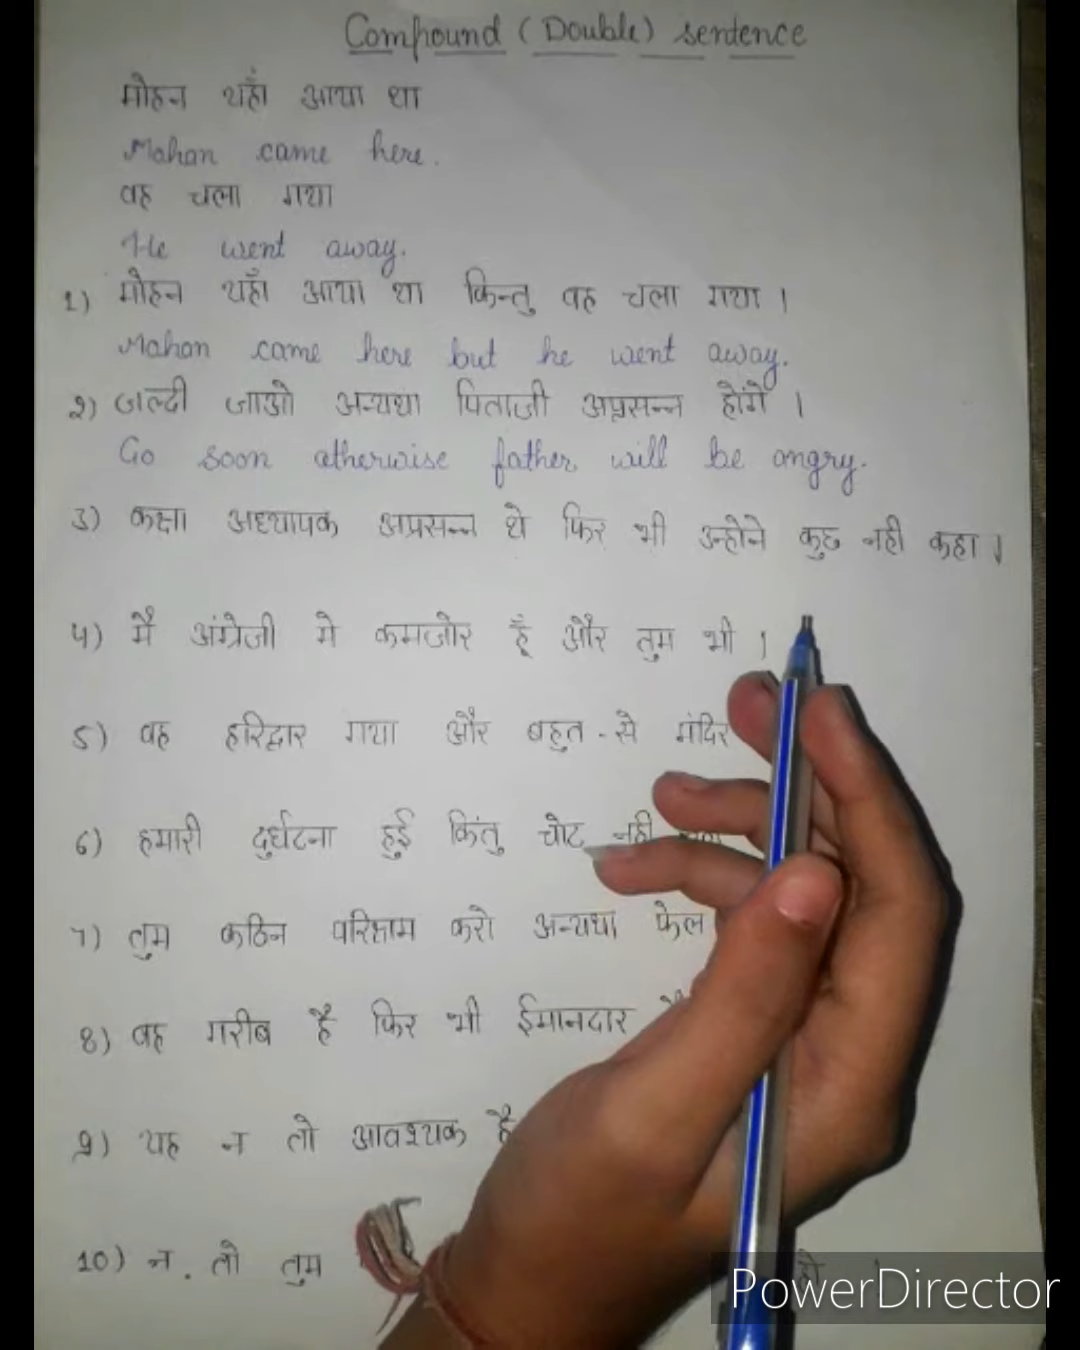 Compound (Double) sentence
मोहन यहाँ आया था
Mohan came here.
वह चला गया
He went away.
1) मोहन यहाँ आया था किन्तु वह चला गया ।
Mohan came here but he went away.
2) जल्दी जाओ अन्यथा पिताजी अप्रसन्न होंगें ।
Go soon otherwise father will be angry.
3) कक्षा अध्यापक अप्रसन्न थे फिर भी उन्होने कुछ नही कहा ।
4) मै अंग्रेजी मे कमजोर हूँ और तुम भी ।
5) वह हरिद्वार गया और बहुत-से मंदिर
6) हमारी दुर्घटना हुई किंतु चोट नही
7) तुम कठिन परिश्राम करो अन्यथा फेल
8) वह गरीब है फिर भी ईमानदार
9) यह न तो आवश्यक है
10) न . तो तुम
PowerDirector